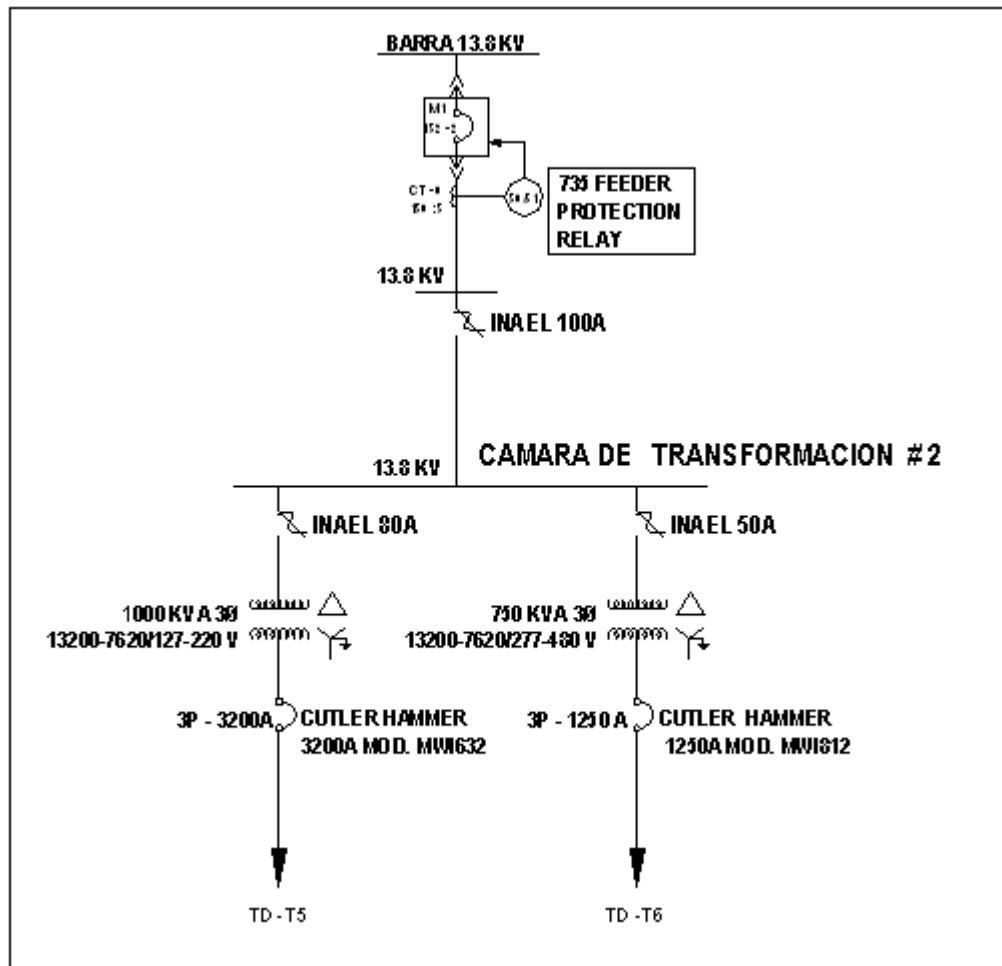 BARRA 13.8 KV
M1
735 FEEDER
PROTECTION
RELAY
13.8 KV
INAEL 100A
CAMARA DE TRANSFORMACION #2
13.8 KV
INAEL 80A
INAEL 50A
1000 KVA 3Ø
13200-7620/127-220 V
750 KVA 3Ø
13200-7620/277-480 V
3P - 3200A
CUTLER HAMMER
3200A MOD. MWI632
3P - 1250 A
CUTLER HAMMER
1250A MOD. MWI812
TD -T5
TD -T6